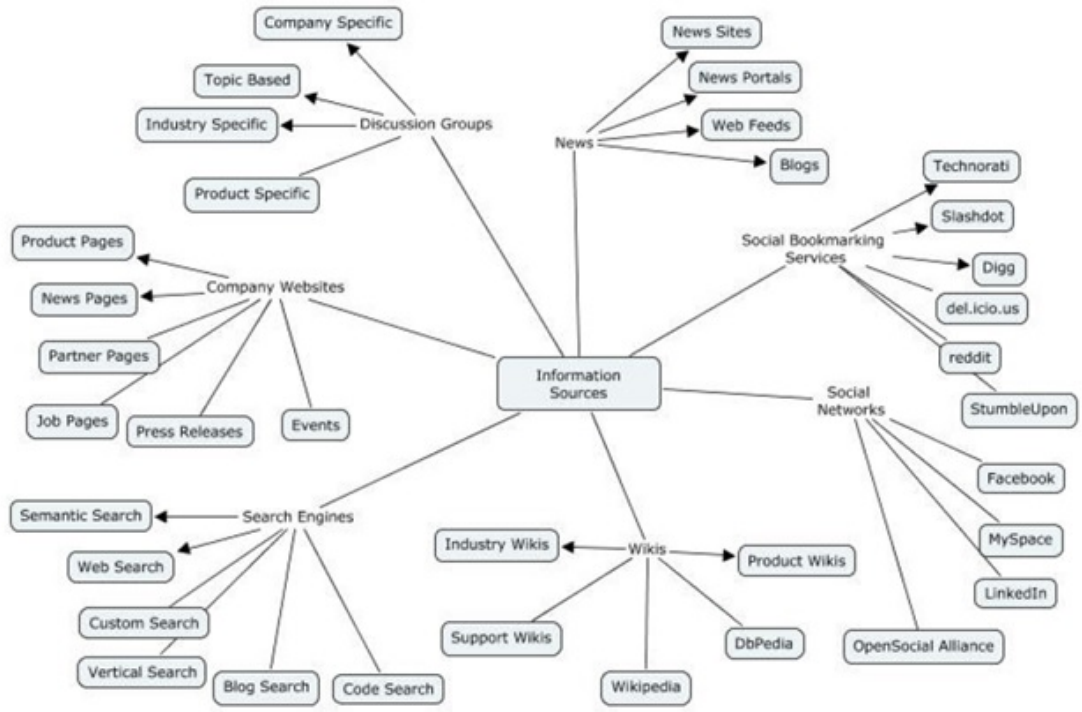 Company Specific
Topic Based
Industry Specific
Discussion Groups
Product Specific
News Sites
News Portals
Web Feeds
News
Blogs
Technorati
Slashdot
Social Bookmarking
Services
Digg
del.icio.us
reddit
StumbleUpon
Product Pages
News Pages
Company Websites
Partner Pages
Job Pages
Press Releases
Events
Information
Sources
Social
Networks
Facebook
MySpace
LinkedIn
OpenSocial Alliance
Semantic Search
Search Engines
Web Search
Custom Search
Vertical Search
Blog Search
Code Search
Industry Wikis
Wikis
Product Wikis
Support Wikis
DbPedia
Wikipedia